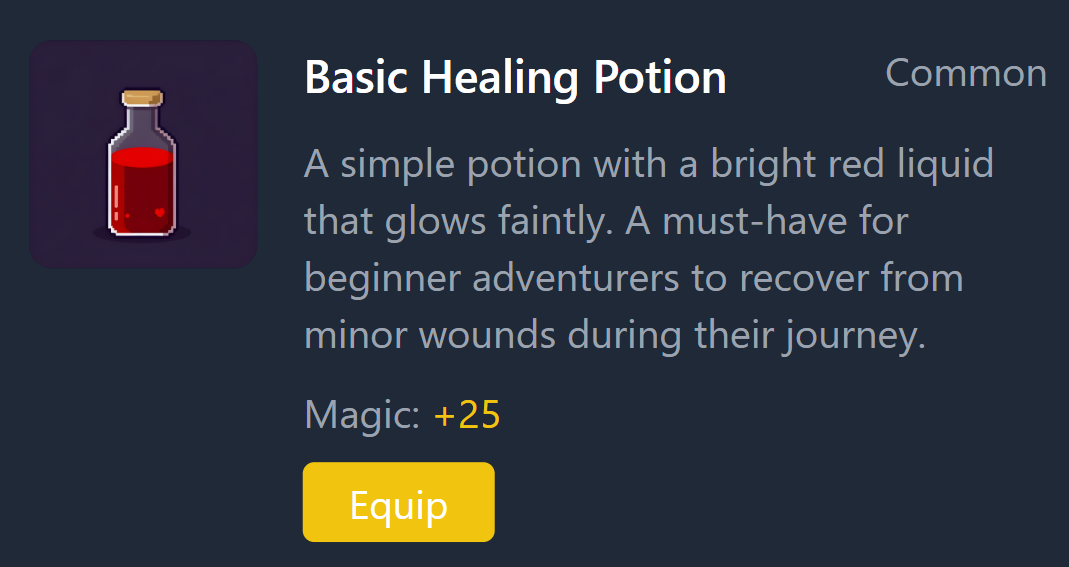 Basic Healing Potion
Common
A simple potion with a bright red liquid
that glows faintly. A must-have for
beginner adventurers to recover from
minor wounds during their journey.
Magic: +25
Equip